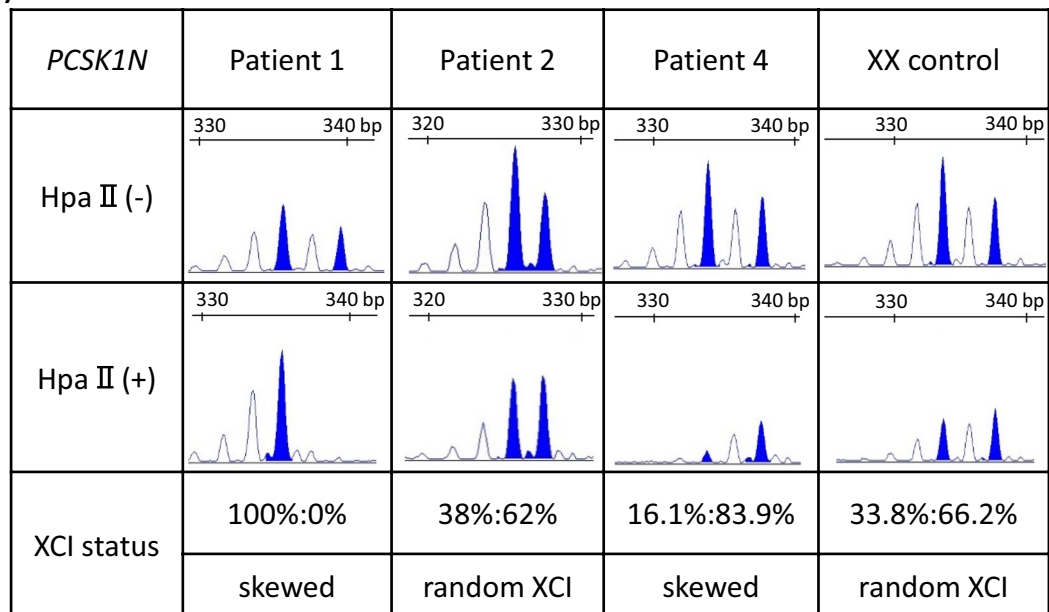 PCSK1N Patient 1 Patient 2 Patient 4 XX control
Hpa Ⅱ (-)
330 340 bp
320 330 bp
330 340 bp
330 340 bp
Hpa Ⅱ (+)
330 340 bp
320 330 bp
330 340 bp
330 340 bp
XCI status
100%:0% 38%:62% 16.1%:83.9% 33.8%:66.2%
skewed random XCI skewed random XCI